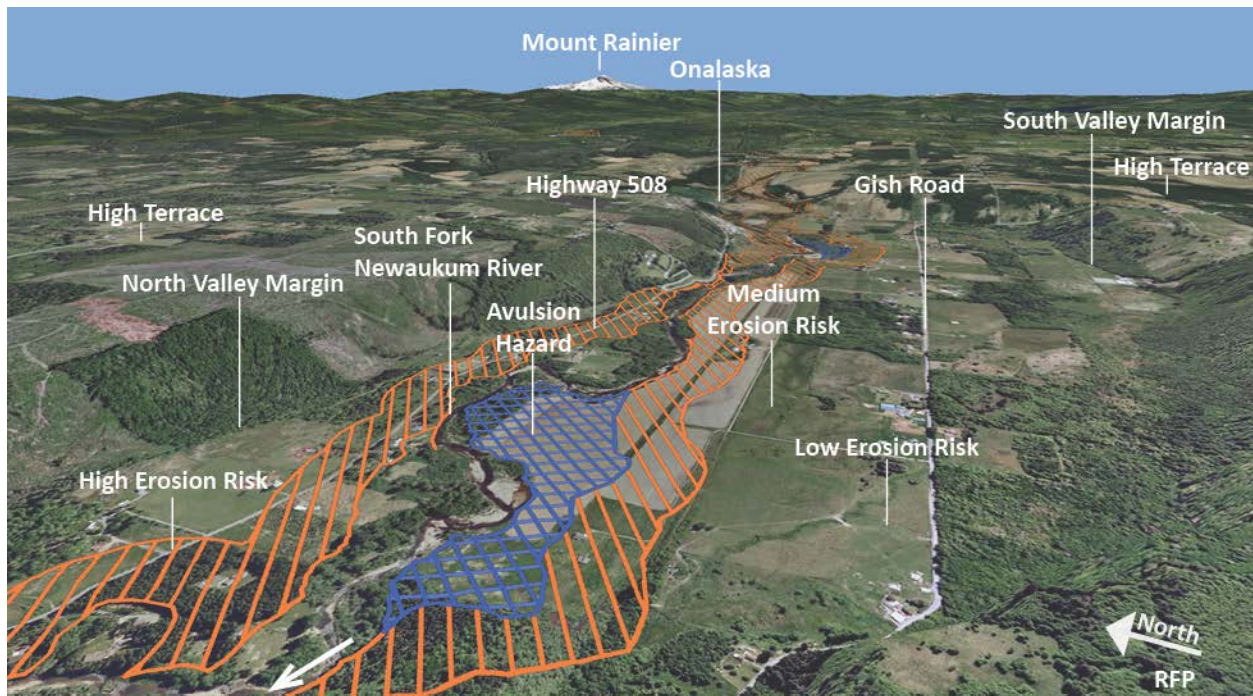 Mount Rainier
Onalaska
South Valley Margin
High Terrace
Highway 508
Gish Road
High Terrace
South Fork
Newaukum River
North Valley Margin
Avulsion
Hazard
Medium
Erosion Risk
Low Erosion Risk
High Erosion Risk
North
RFP